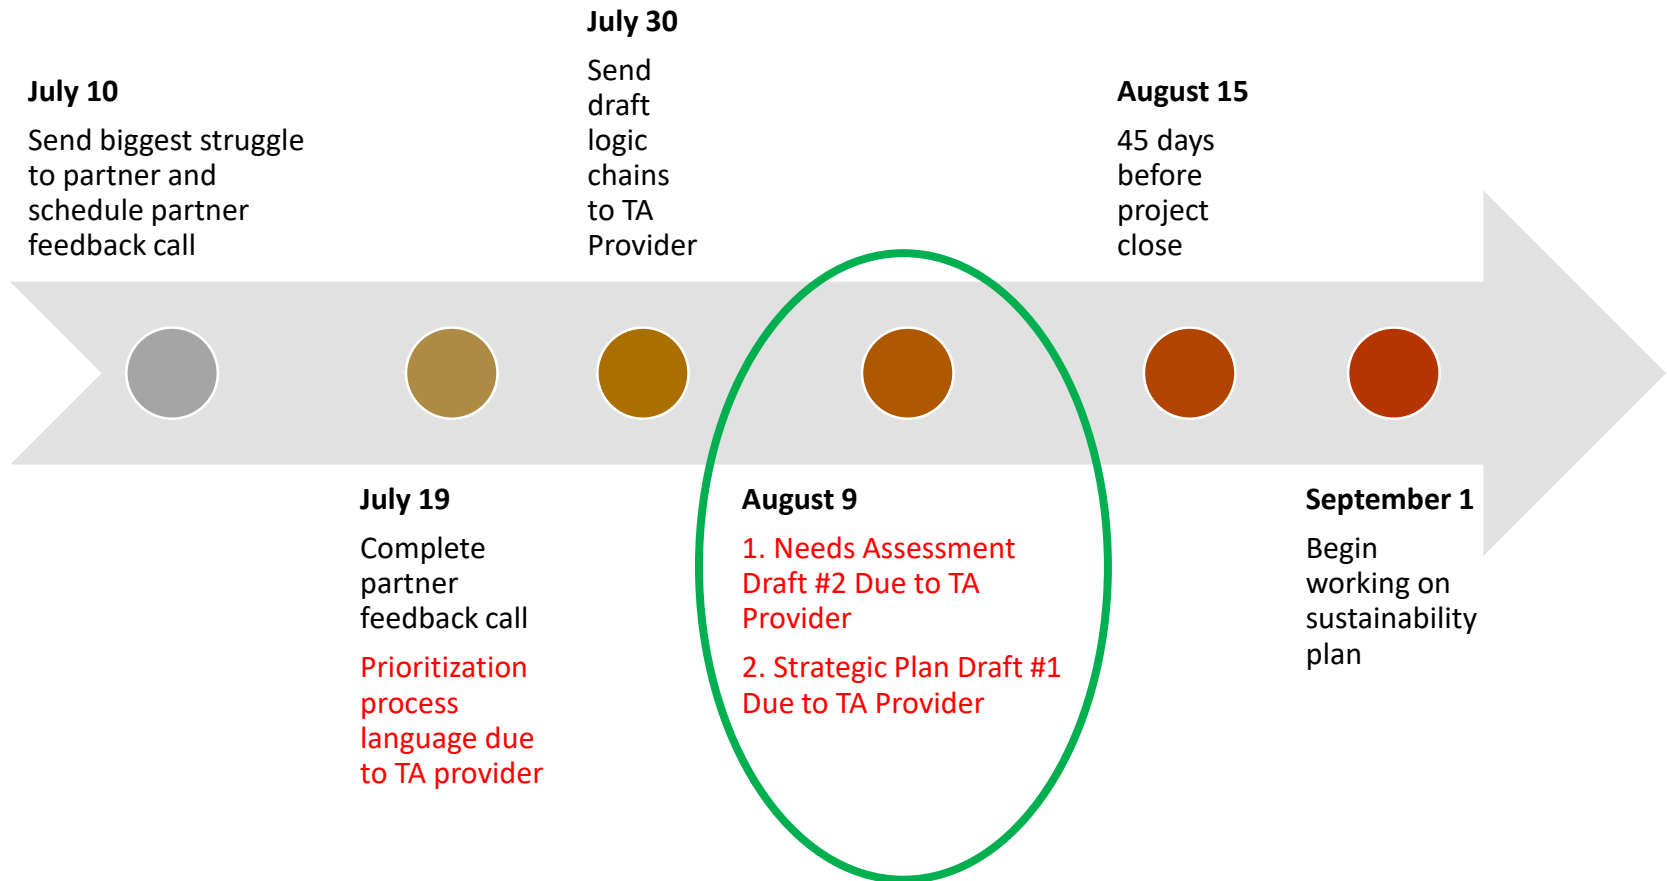 July 10
Send biggest struggle
to partner and
schedule partner
feedback call
July 19
Complete
partner
feedback call
Prioritization
process
language due
to TA provider
July 30
Send
draft
logic
chains
to TA
Provider
August 9
1. Needs Assessment
Draft #2 Due to TA
Provider
2. Strategic Plan Draft #1
Due to TA Provider
August 15
45 days
before
project
close
September 1
Begin
working on
sustainability
plan